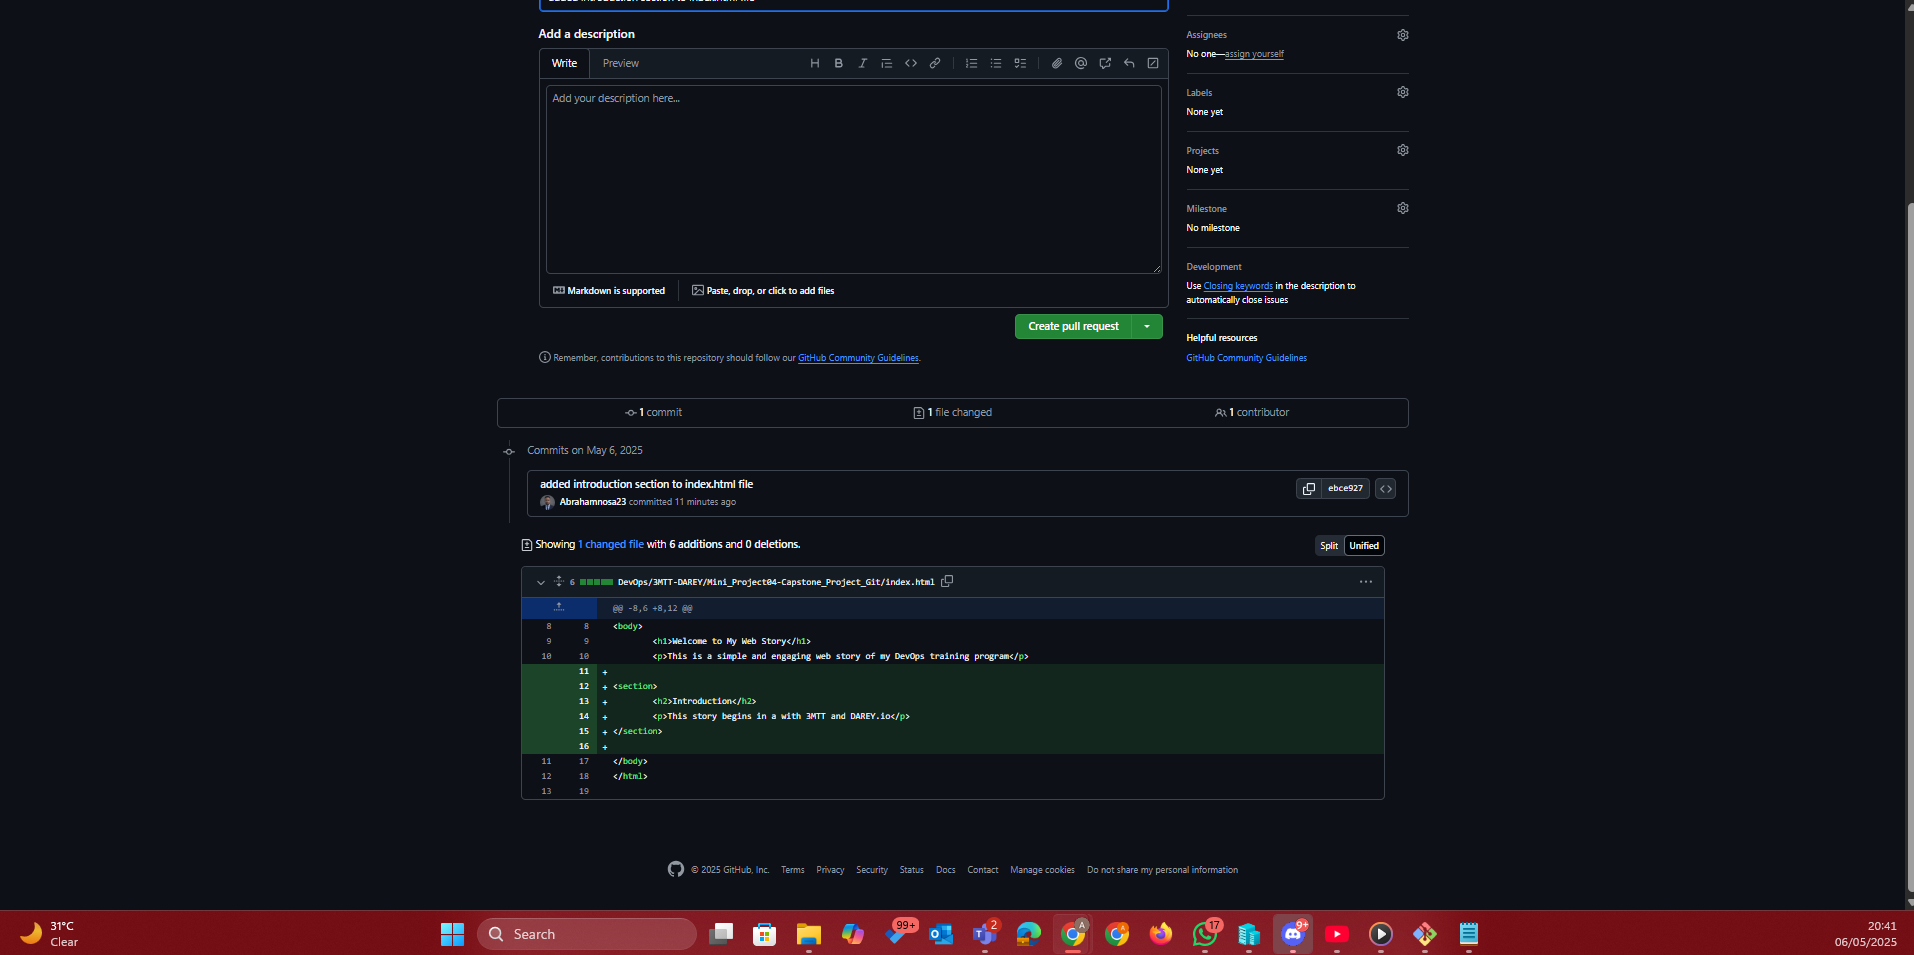 added introduction section to index.html file
Add a description
Write Preview
Add your description here...
Markdown is supported Paste, drop, or click to add files
Create pull request
Remember, contributions to this repository should follow our GitHub Community Guidelines.
Assignees
No one—assign yourself
Labels
None yet
Projects
None yet
Milestone
No milestone
Development
Use Closing keywords in the description to
automatically close issues
Helpful resources
GitHub Community Guidelines
1 commit 1 file changed 1 contributor
Commits on May 6, 2025
added introduction section to index.html file
Abrahamnosa23 committed 11 minutes ago
ebce927
Showing 1 changed file with 6 additions and 0 deletions.
Split Unified
6 DevOps/3MTT-DAREY/Mini_Project04-Capstone_Project_Git/index.html
@@ -8,6 +8,12 @@
8 8 <body>
9 9 <h1>Welcome to My Web Story</h1>
10 10 <p>This is a simple and engaging web story of my DevOps training program</p>
11 +
12 + <section>
13 + <h2>Introduction</h2>
14 + <p>This story begins in a with 3MTT and DAREY.io</p>
15 + </section>
16 +
11 17 </body>
12 18 </html>
13 19
© 2025 GitHub, Inc. Terms Privacy Security Status Docs Contact Manage cookies Do not share my personal information
31°C
Clear
Search
99+
2
A
17
9+
20:41
06/05/2025